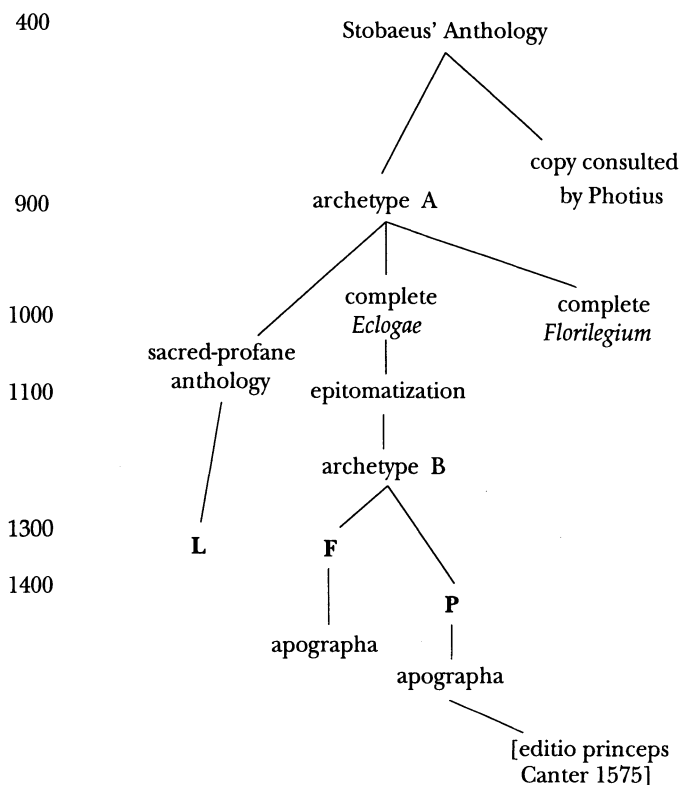 400
Stobaeus' Anthology
copy consulted
by Photius
900
archetype A
complete
Eclogae
complete
Florilegium
1000
sacred-profane
anthology
1100
epitomatization
archetype B
1300
L
F
1400
P
apographa
apographa
[editio princeps
Canter 1575]